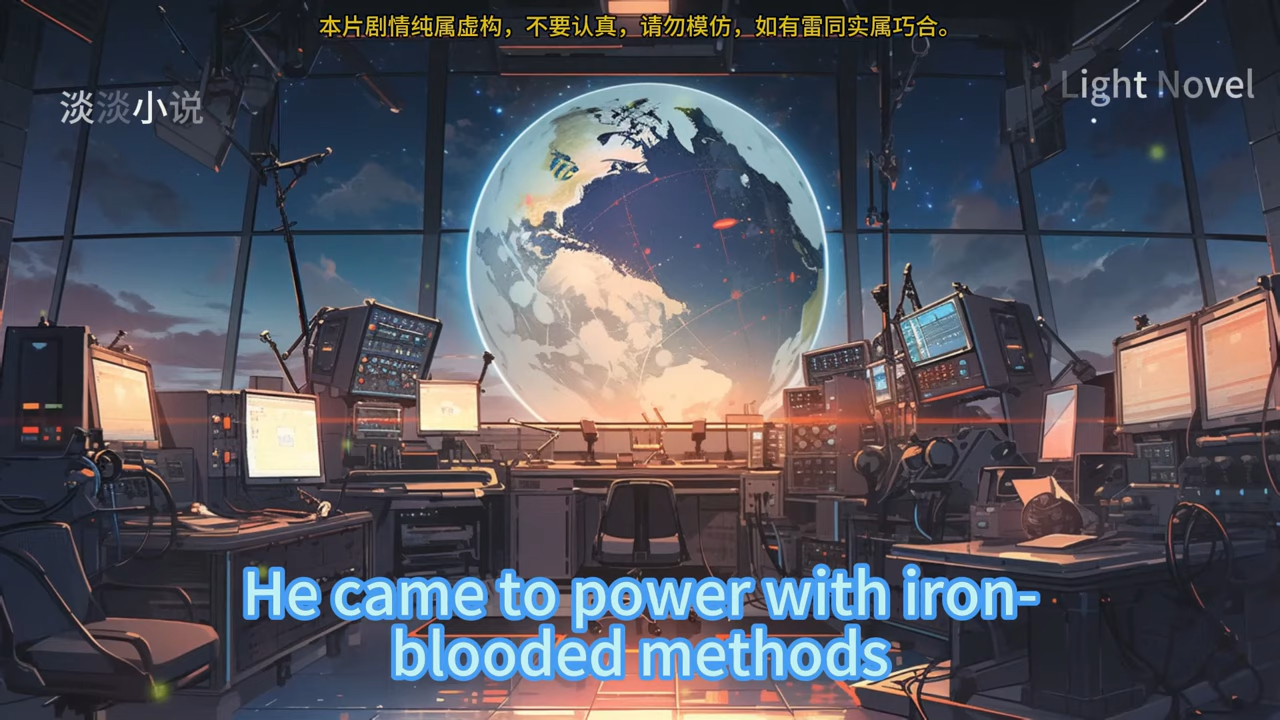 本片剧情纯属虚构，不要认真，请勿模仿，如有雷同实属巧合。
淡淡小说
Light Novel
He came to power with iron-
blooded methods